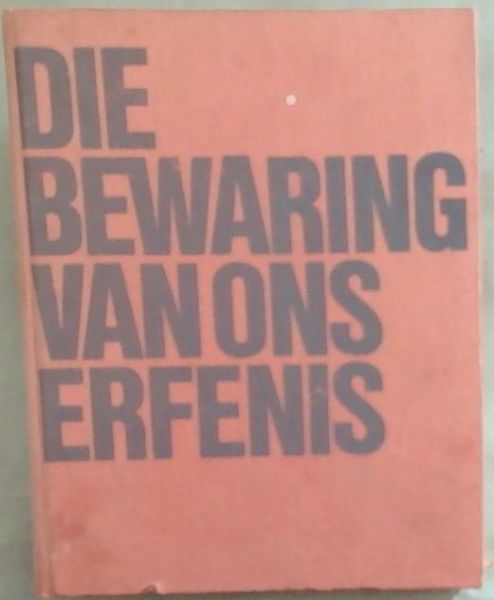 DIE
BEWARING
VAN ONS
ERFENIS